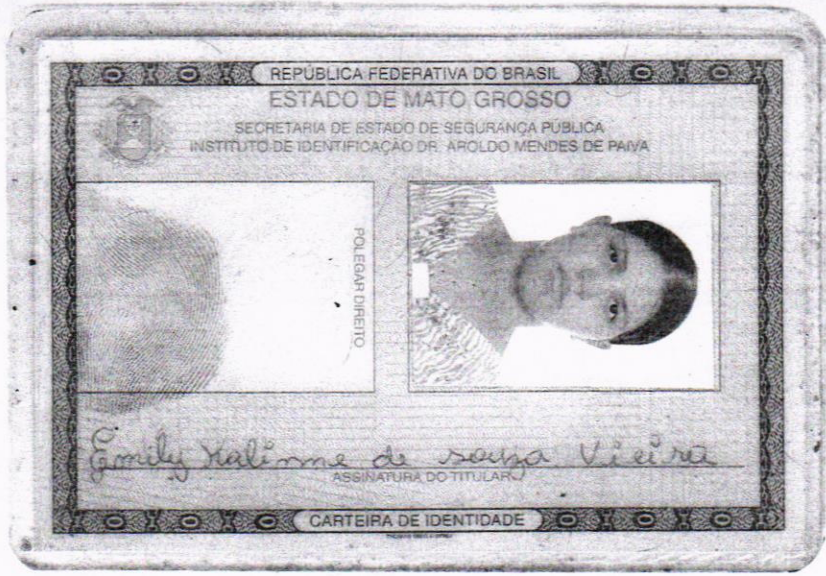 REPÚBLICA FEDERATIVA DO BRASIL
ESTADO DE MATO GROSSO
SECRETARIA DE ESTADO DE SEGURANÇA PÚBLICA
INSTITUTO DE IDENTIFICAÇÃO DR. AROLDO MENDES DE PAIVA
POLEGAR DIREITO
Emily Kalinme de souza Vieira
ASSINATURA DO TITULAR
CARTEIRA DE IDENTIDADE